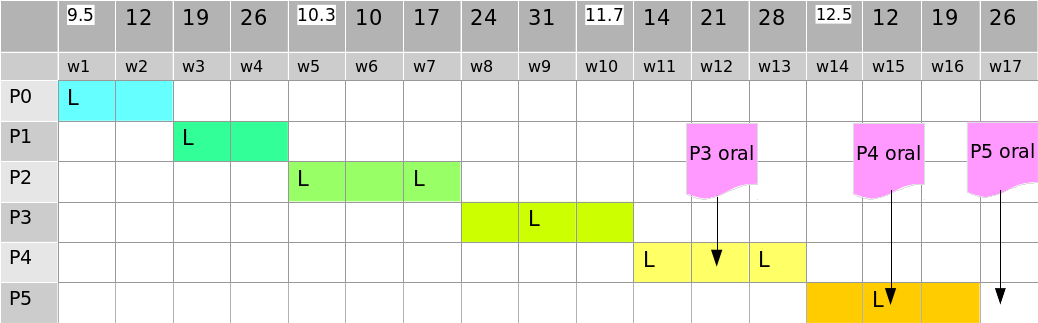 9.5 12 19 26 10.3 10 17 24 31 11.7 14 21 28 12.5 12 19 26
w1 w2 w3 w4 w5 w6 w7 w8 w9 w10 w11 w12 w13 w14 w15 w16 w17
P0 L
P1 L
P3 oral P4 oral P5 oral
P2 L L
P3 L
P4 L L
P5 L